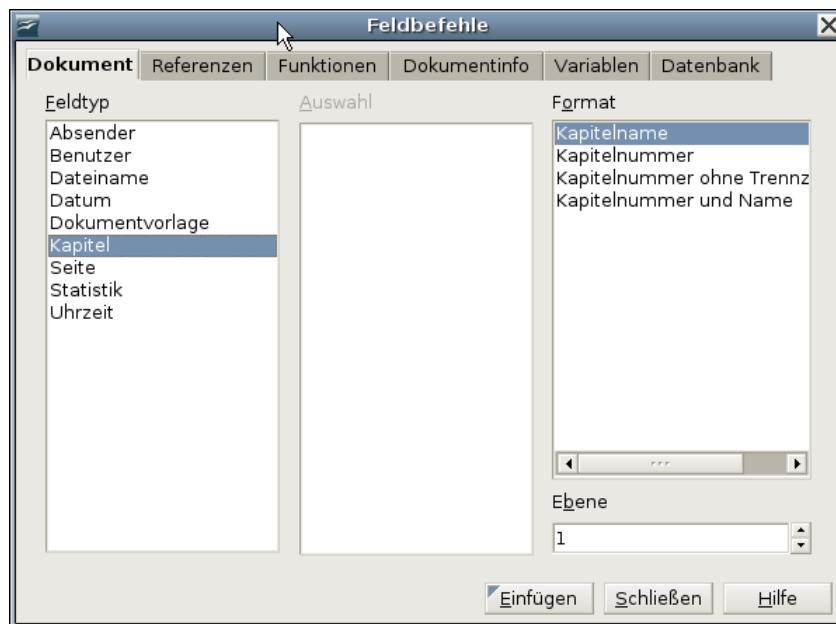 Feldbefehle
Dokument Referenzen Funktionen Dokumentinfo Variablen Datenbank
Feldtyp
Absender
Benutzer
Dateiname
Datum
Dokumentvorlage
Kapitel
Seite
Statistik
Uhrzeit
Auswahl
Format
Kapitelname
Kapitelnummer
Kapitelnummer ohne Trennz
Kapitelnummer und Name
Ebene
1
Einfügen Schließen Hilfe